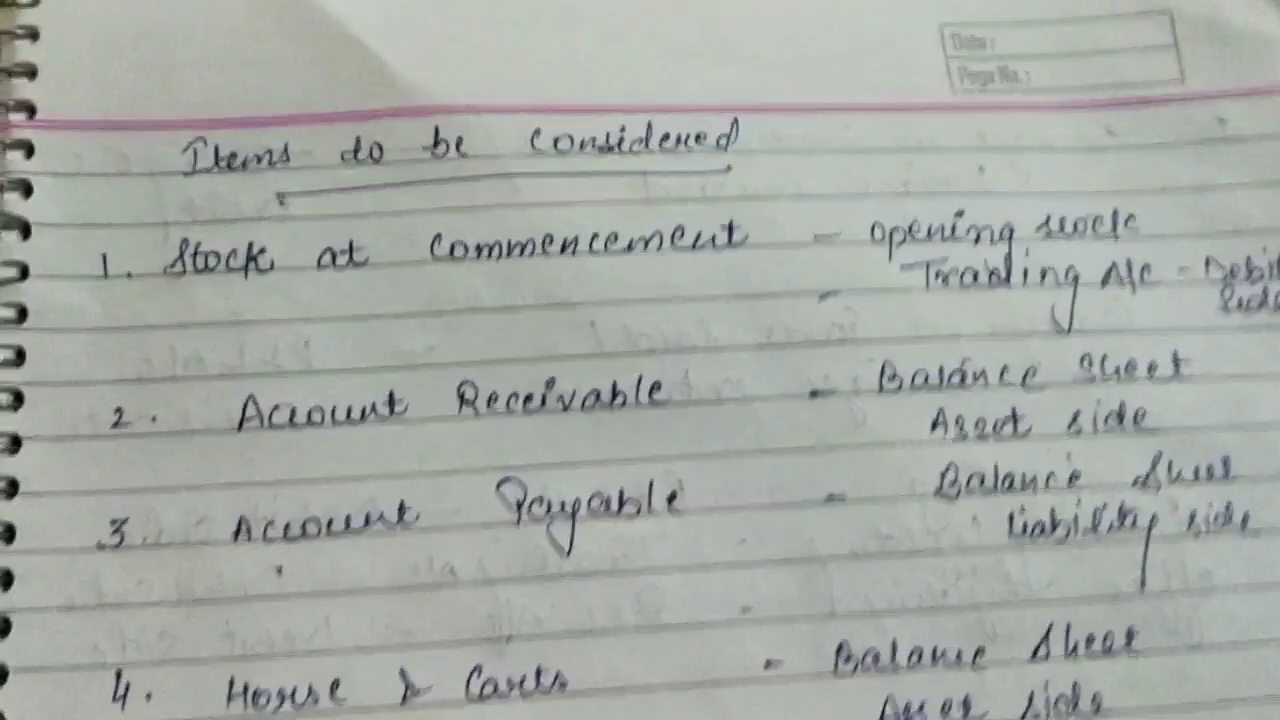 Date:
Page No.:
Items to be considered
1. Stock at commencement - opening stock
- Trading A/c - Debit side
2. Account Receivable - Balance Sheet
Asset side
3. Account Payable - Balance Sheet
liability side
4. Horse & Carts - Balance Sheet
Asset side